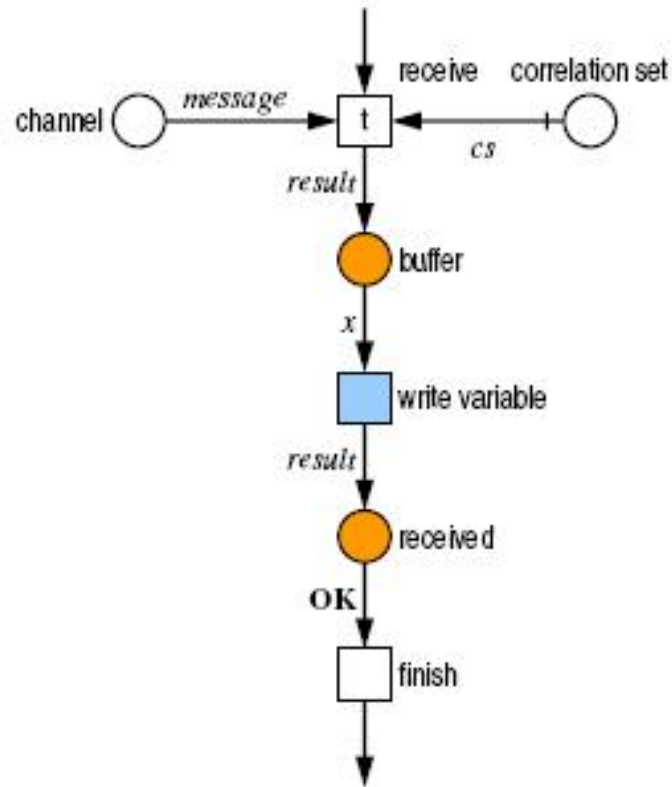 receive
correlation set
channel
message
t
cs
result
buffer
x
write variable
result
received
OK
finish